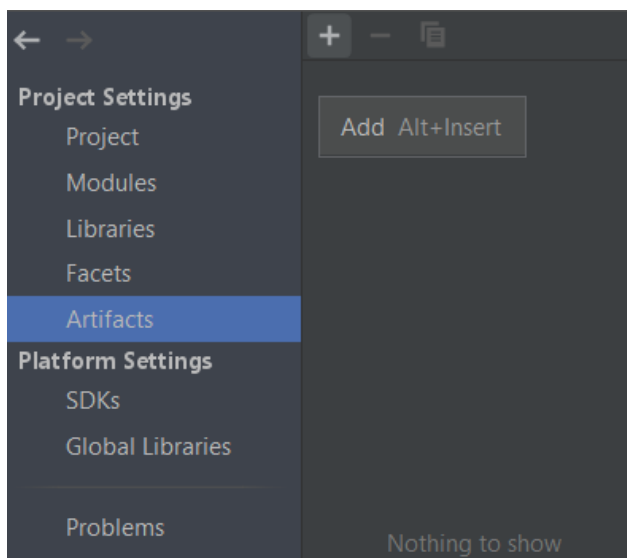 Project Settings
Project
Modules
Libraries
Facets
Artifacts
Platform Settings
SDKs
Global Libraries
Problems
Add Alt+Insert
Nothing to show